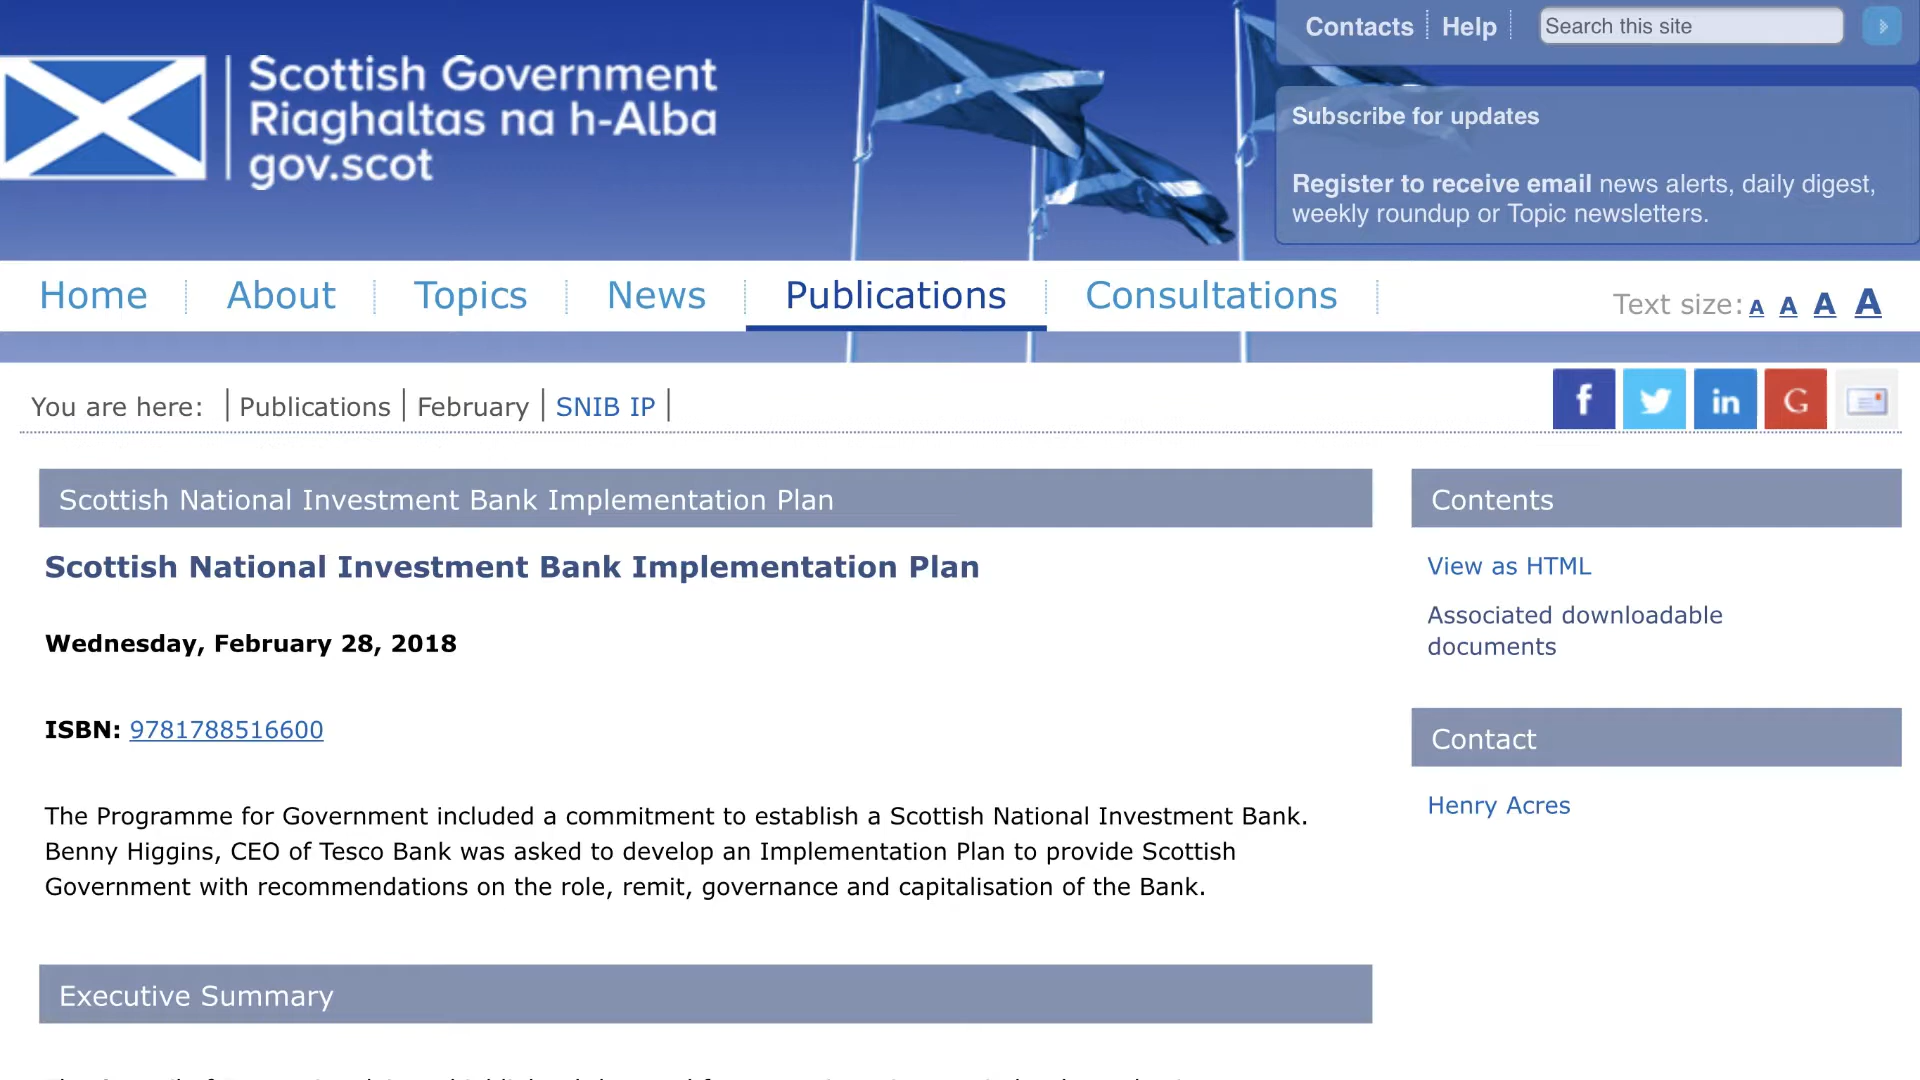 Scottish Government
Riaghaltas na h-Alba
gov.scot
Contacts Help Search this site
Subscribe for updates
Register to receive email news alerts, daily digest,
weekly roundup or Topic newsletters.
Home About Topics News Publications Consultations
Text size: A A A A
You are here: Publications February SNIB IP
f in G
Scottish National Investment Bank Implementation Plan
Scottish National Investment Bank Implementation Plan
Wednesday, February 28, 2018
ISBN: 9781788516600
The Programme for Government included a commitment to establish a Scottish National Investment Bank.
Benny Higgins, CEO of Tesco Bank was asked to develop an Implementation Plan to provide Scottish
Government with recommendations on the role, remit, governance and capitalisation of the Bank.
Executive Summary
Contents
View as HTML
Associated downloadable
documents
Contact
Henry Acres